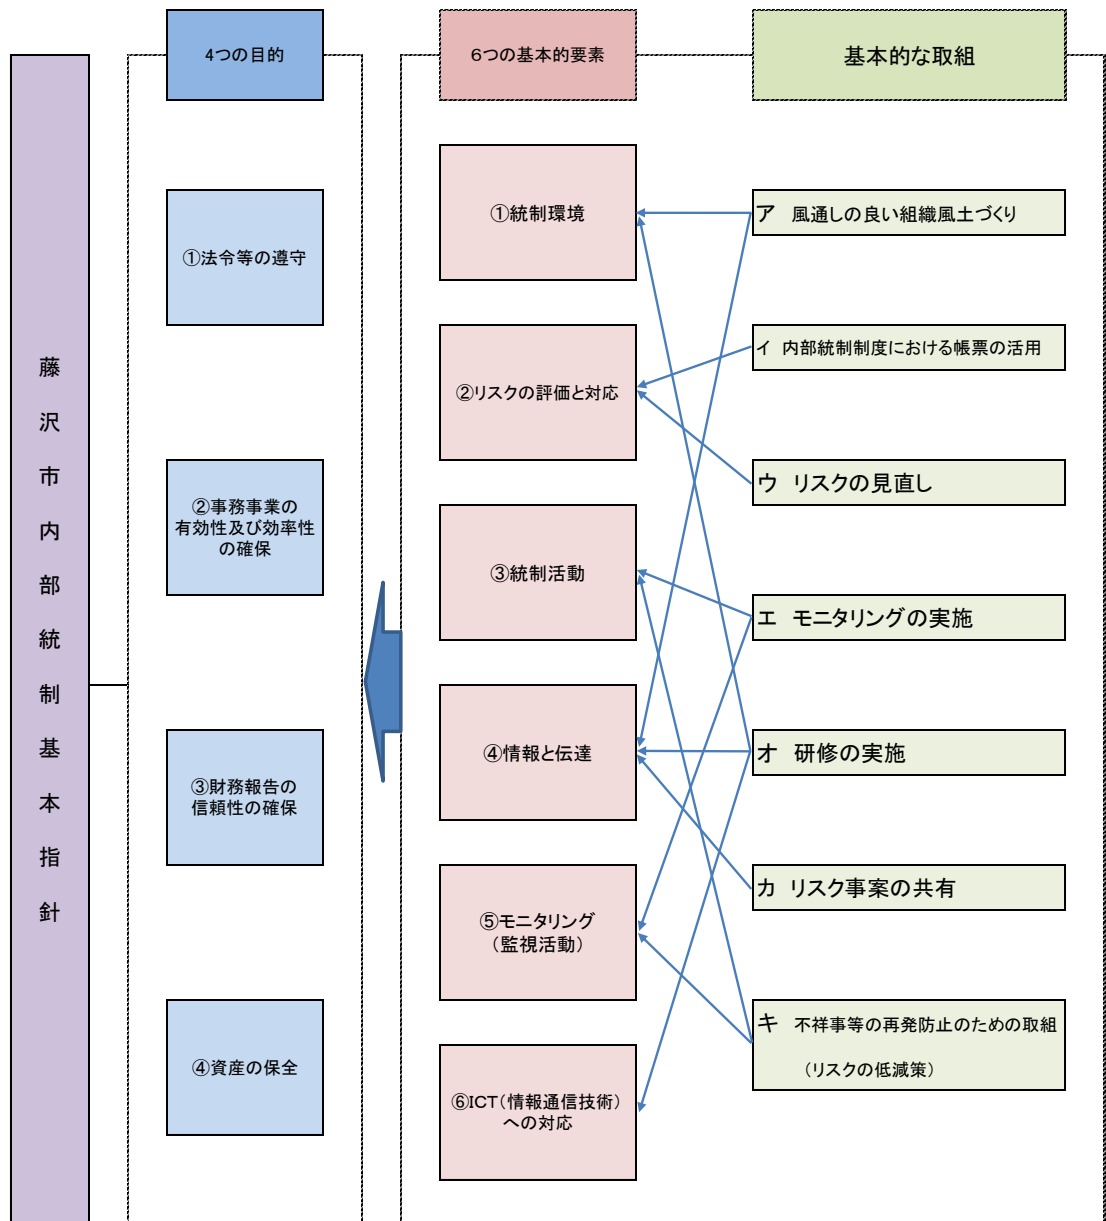 藤沢市内部統制基本指針
4つの目的
①法令等の遵守
②事務事業の
有効性及び効率性
の確保
③財務報告の
信頼性の確保
④資産の保全
6つの基本的要素
①統制環境
②リスクの評価と対応
③統制活動
④情報と伝達
⑤モニタリング
（監視活動）
⑥ICT（情報通信技術）
への対応
基本的な取組
ア 風通しの良い組織風土づくり
イ 内部統制制度における帳票の活用
ウ リスクの見直し
エ モニタリングの実施
オ 研修の実施
カ リスク事案の共有
キ 不祥事等の再発防止のための取組
（リスクの低減策）